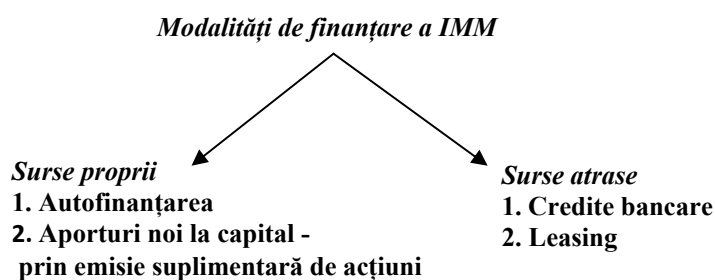 Modalități de finanțare a IMM
Surse proprii
1. Autofinanțarea
2. Aporturi noi la capital -
prin emisie suplimentară de acțiuni
Surse atrase
1. Credite bancare
2. Leasing